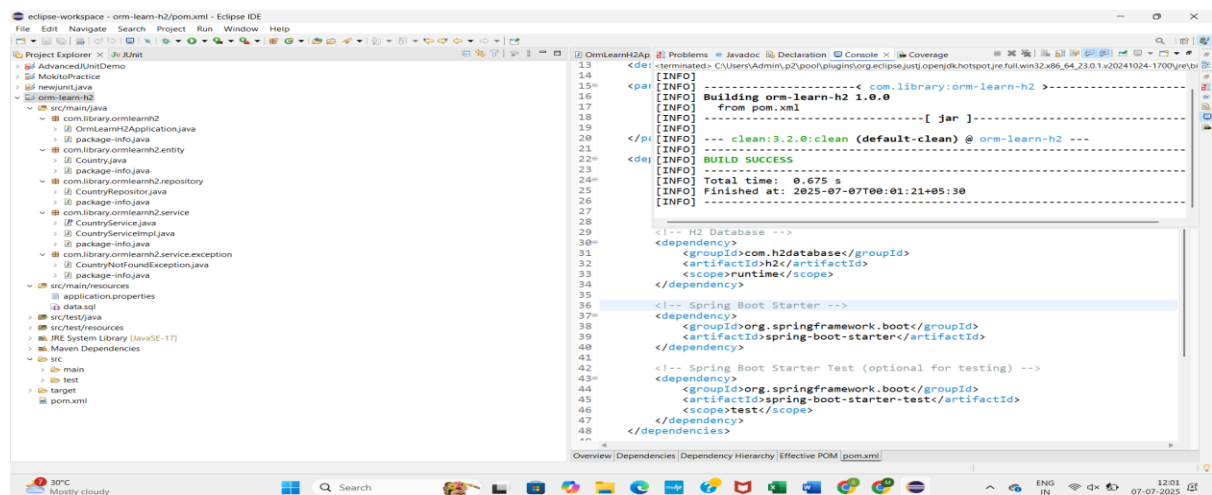 eclipse-workspace - orm-learn-h2/pom.xml - Eclipse IDE
File Edit Navigate Search Project Run Window Help
Project Explorer × JUnit
AdvancedJUnitDemo
MokitoPractice
newjunit.java
orm-learn-h2
src/main/java
com.library.ormlearnh2
OrmLearnH2Application.java
package-info.java
com.library.ormlearnh2.entity
Country.java
package-info.java
com.library.ormlearnh2.repository
CountryRepositor.java
package-info.java
com.library.ormlearnh2.service
CountryService.java
CountryServiceImpl.java
package-info.java
com.library.ormlearnh2.service.exception
CountryNotFoundException.java
package-info.java
src/main/resources
application.properties
data.sql
src/test/java
src/test/resources
JRE System Library [JavaSE-17]
Maven Dependencies
src
main
test
target
pom.xml
OrmLearnH2Ap
Problems Javadoc Declaration Console × Coverage
<terminated> C:\Users\Admin\.p2\pool\plugins\org.eclipse.justj.openjdk.hotspot.jre.full.win32.x86_64_23.0.1.v20241024-1700\jre\bi
[INFO]
[INFO] -------------------< com.library:orm-learn-h2 >-----------------
[INFO] Building orm-learn-h2 1.0.0
[INFO]   from pom.xml
[INFO] ---------------------------[ jar ]--------------------------
[INFO]
[INFO] --- clean:3.2.0:clean (default-clean) @ orm-learn-h2 ---
[INFO] ------------------------------------------------------------
[INFO] BUILD SUCCESS
[INFO] ------------------------------------------------------------
[INFO] Total time:  0.675 s
[INFO] Finished at: 2025-07-07T00:01:21+05:30
[INFO] ------------------------------------------------------------
13 <de
14
15 <par
16
17
18
19
20 </p
21
22 <de
23
24
25
26
27
28
29 <!-- H2 Database -->
30 <dependency>
31 <groupId>com.h2database</groupId>
32 <artifactId>h2</artifactId>
33 <scope>runtime</scope>
34 </dependency>
35
36 <!-- Spring Boot Starter -->
37 <dependency>
38 <groupId>org.springframework.boot</groupId>
39 <artifactId>spring-boot-starter</artifactId>
40 </dependency>
41
42 <!-- Spring Boot Starter Test (optional for testing) -->
43 <dependency>
44 <groupId>org.springframework.boot</groupId>
45 <artifactId>spring-boot-starter-test</artifactId>
46 <scope>test</scope>
47 </dependency>
48 </dependencies>
Overview Dependencies Dependency Hierarchy Effective POM pom.xml
7
30°C
Mostly cloudy
Search
ENG
IN
12:01
07-07-2025